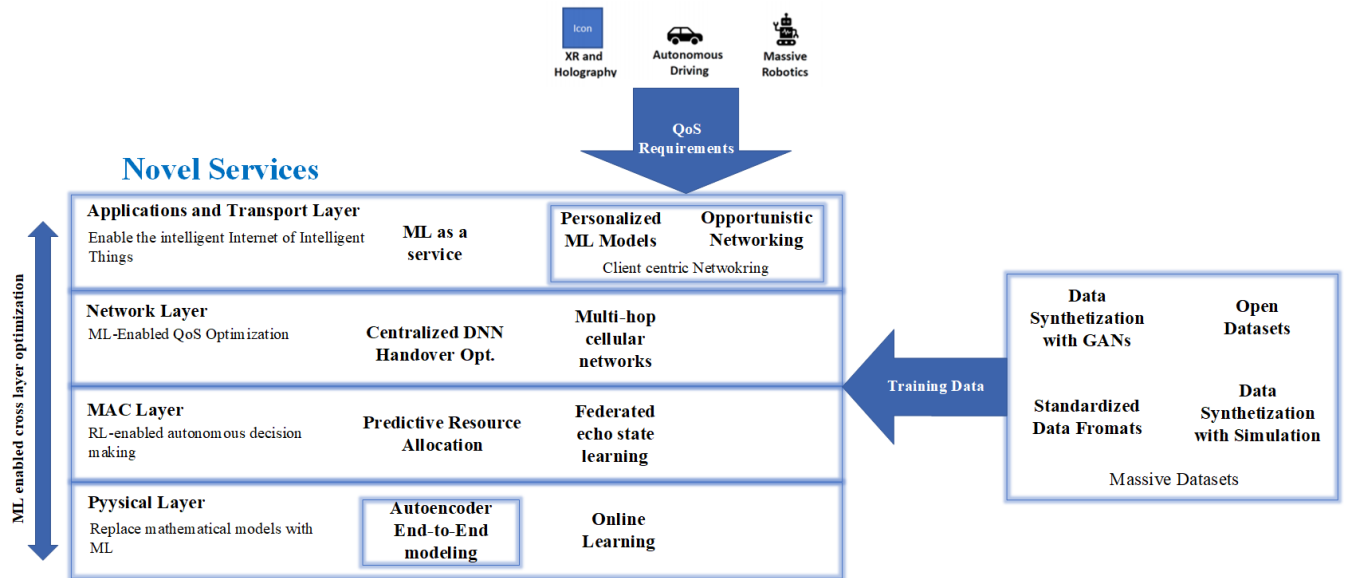 Icon
XR and
Holography
Autonomous
Driving
Massive
Robotics
QoS
Requirements
Novel Services
ML enabled cross layer optimization
Applications and Transport Layer
Enable the intelligent Internet of Intelligent
Things
ML as a
service
Personalized
ML Models
Opportunistic
Networking
Client centric Netwokring
Network Layer
ML-Enabled QoS Optimization
Centralized DNN
Handover Opt.
Multi-hop
cellular
networks
MAC Layer
RL-enabled autonomous decision
making
Predictive Resource
Allocation
Federated
echo state
learning
Pyysical Layer
Replace mathematical models with
ML
Autoencoder
End-to-End
modeling
Online
Learning
Training Data
Data
Synthetization
with GANs
Open
Datasets
Standardized
Data Fromats
Data
Synthetization
with Simulation
Massive Datasets